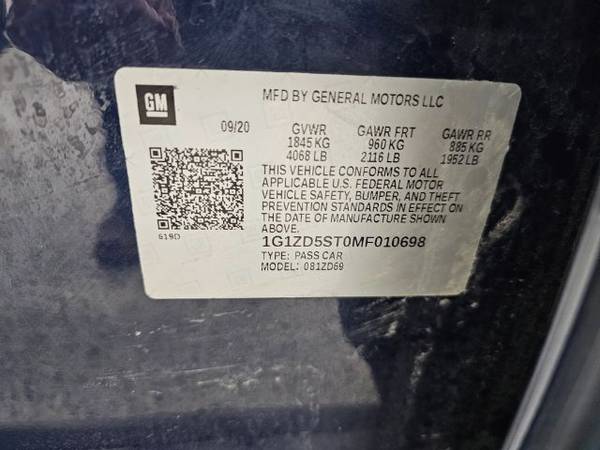 GM
MFD BY GENERAL MOTORS LLC
09/20 GVWR GAWR FRT GAWR RR
1845 KG 960 KG 885 KG
4068 LB 2116 LB 1952 LB
THIS VEHICLE CONFORMS TO ALL
APPLICABLE U.S. FEDERAL MOTOR
VEHICLE SAFETY, BUMPER, AND THEFT
PREVENTION STANDARDS IN EFFECT ON
THE DATE OF MANUFACTURE SHOWN
ABOVE.
619D
1G1ZD5ST0MF010698
TYPE: PASS CAR
MODEL: 081ZD69